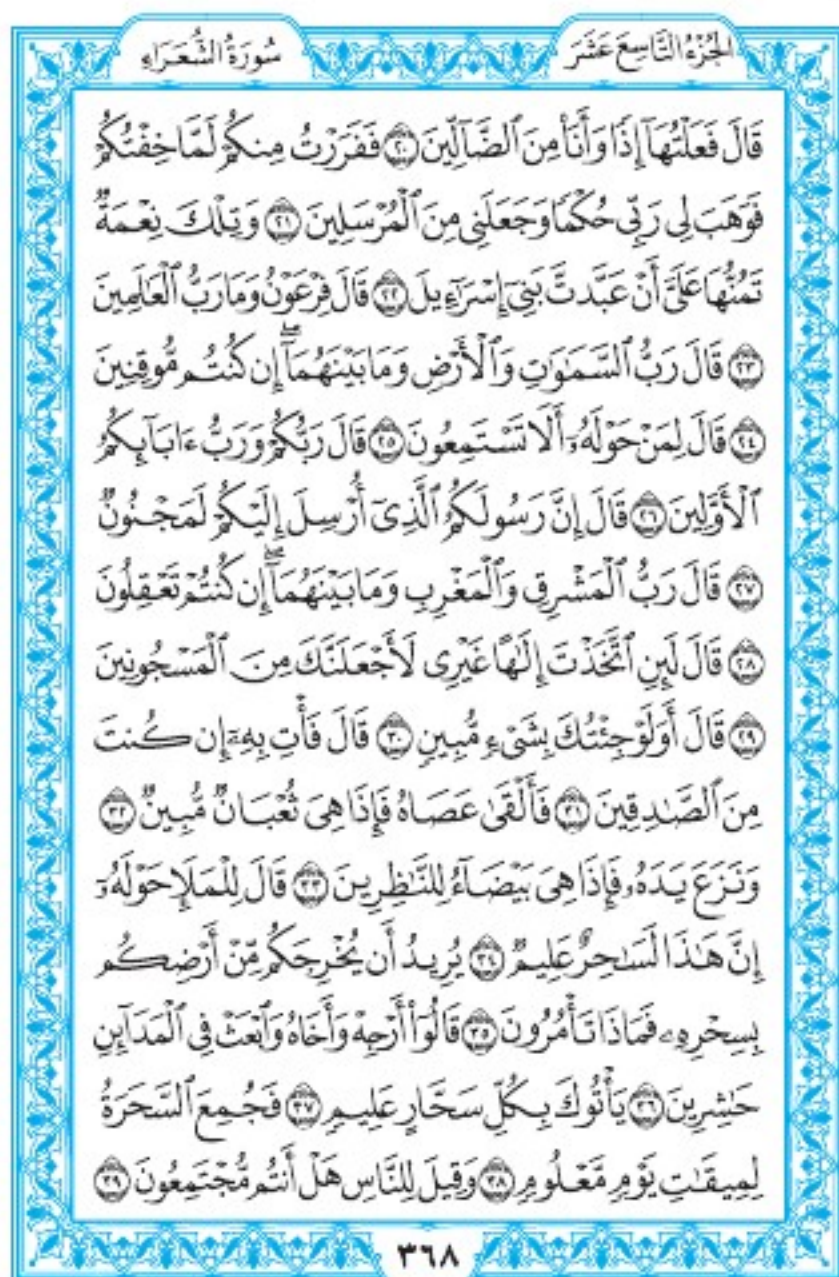 الجُزْءُ التَّاسِعَ عَشَرَ
سُورَةُ الشُّعَرَاءِ
قَالَ فَعَلْتُهَآ إِذًا وَأَنَا۠ مِنَ ٱلضَّآلِّينَ ٢٠ فَفَرَرْتُ مِنكُمْ لَمَّا خِفْتُكُمْ
فَوَهَبَ لِى رَبِّى حُكْمًا وَجَعَلَنِى مِنَ ٱلْمُرْسَلِينَ ٢١ وَتِلْكَ نِعْمَةٌ
تَمُنُّهَا عَلَىَّ أَنْ عَبَّدتَّ بَنِىٓ إِسْرَٰٓءِيلَ ٢٢ قَالَ فِرْعَوْنُ وَمَا رَبُّ ٱلْعَٰلَمِينَ
٢٣ قَالَ رَبُّ ٱلسَّمَٰوَٰتِ وَٱلْأَرْضِ وَمَا بَيْنَهُمَآ ۖ إِن كُنتُم مُّوقِنِينَ
٢٤ قَالَ لِمَنْ حَوْلَهُۥٓ أَلَا تَسْتَمِعُونَ ٢٥ قَالَ رَبُّكُمْ وَرَبُّ ءَابَآئِكُمُ
ٱلْأَوَّلِينَ ٢٦ قَالَ إِنَّ رَسُولَكُمُ ٱلَّذِىٓ أُرْسِلَ إِلَيْكُمْ لَمَجْنُونٌ
٢٧ قَالَ رَبُّ ٱلْمَشْرِقِ وَٱلْمَغْرِبِ وَمَا بَيْنَهُمَآ ۖ إِن كُنتُمْ تَعْقِلُونَ
٢٨ قَالَ لَئِنِ ٱتَّخَذْتَ إِلَٰهًا غَيْرِى لَأَجْعَلَنَّكَ مِنَ ٱلْمَسْجُونِينَ
٢٩ قَالَ أَوَلَوْ جِئْتُكَ بِشَىْءٍ مُّبِينٍ ٣٠ قَالَ فَأْتِ بِهِۦٓ إِن كُنتَ
مِنَ ٱلصَّٰدِقِينَ ٣١ فَأَلْقَىٰ عَصَاهُ فَإِذَا هِىَ ثُعْبَانٌ مُّبِينٌ ٣٢
وَنَزَعَ يَدَهُۥ فَإِذَا هِىَ بَيْضَآءُ لِلنَّٰظِرِينَ ٣٣ قَالَ لِلْمَلَإِ حَوْلَهُۥٓ
إِنَّ هَٰذَا لَسَٰحِرٌ عَلِيمٌ ٣٤ يُرِيدُ أَن يُخْرِجَكُم مِّنْ أَرْضِكُم
بِسِحْرِهِۦ فَمَاذَا تَأْمُرُونَ ٣٥ قَالُوٓا۟ أَرْجِهْ وَأَخَاهُ وَٱبْعَثْ فِى ٱلْمَدَآئِنِ
حَٰشِرِينَ ٣٦ يَأْتُوكَ بِكُلِّ سَحَّارٍ عَلِيمٍ ٣٧ فَجُمِعَ ٱلسَّحَرَةُ
لِمِيقَٰتِ يَوْمٍ مَّعْلُومٍ ٣٨ وَقِيلَ لِلنَّاسِ هَلْ أَنتُم مُّجْتَمِعُونَ ٣٩
٣٦٨